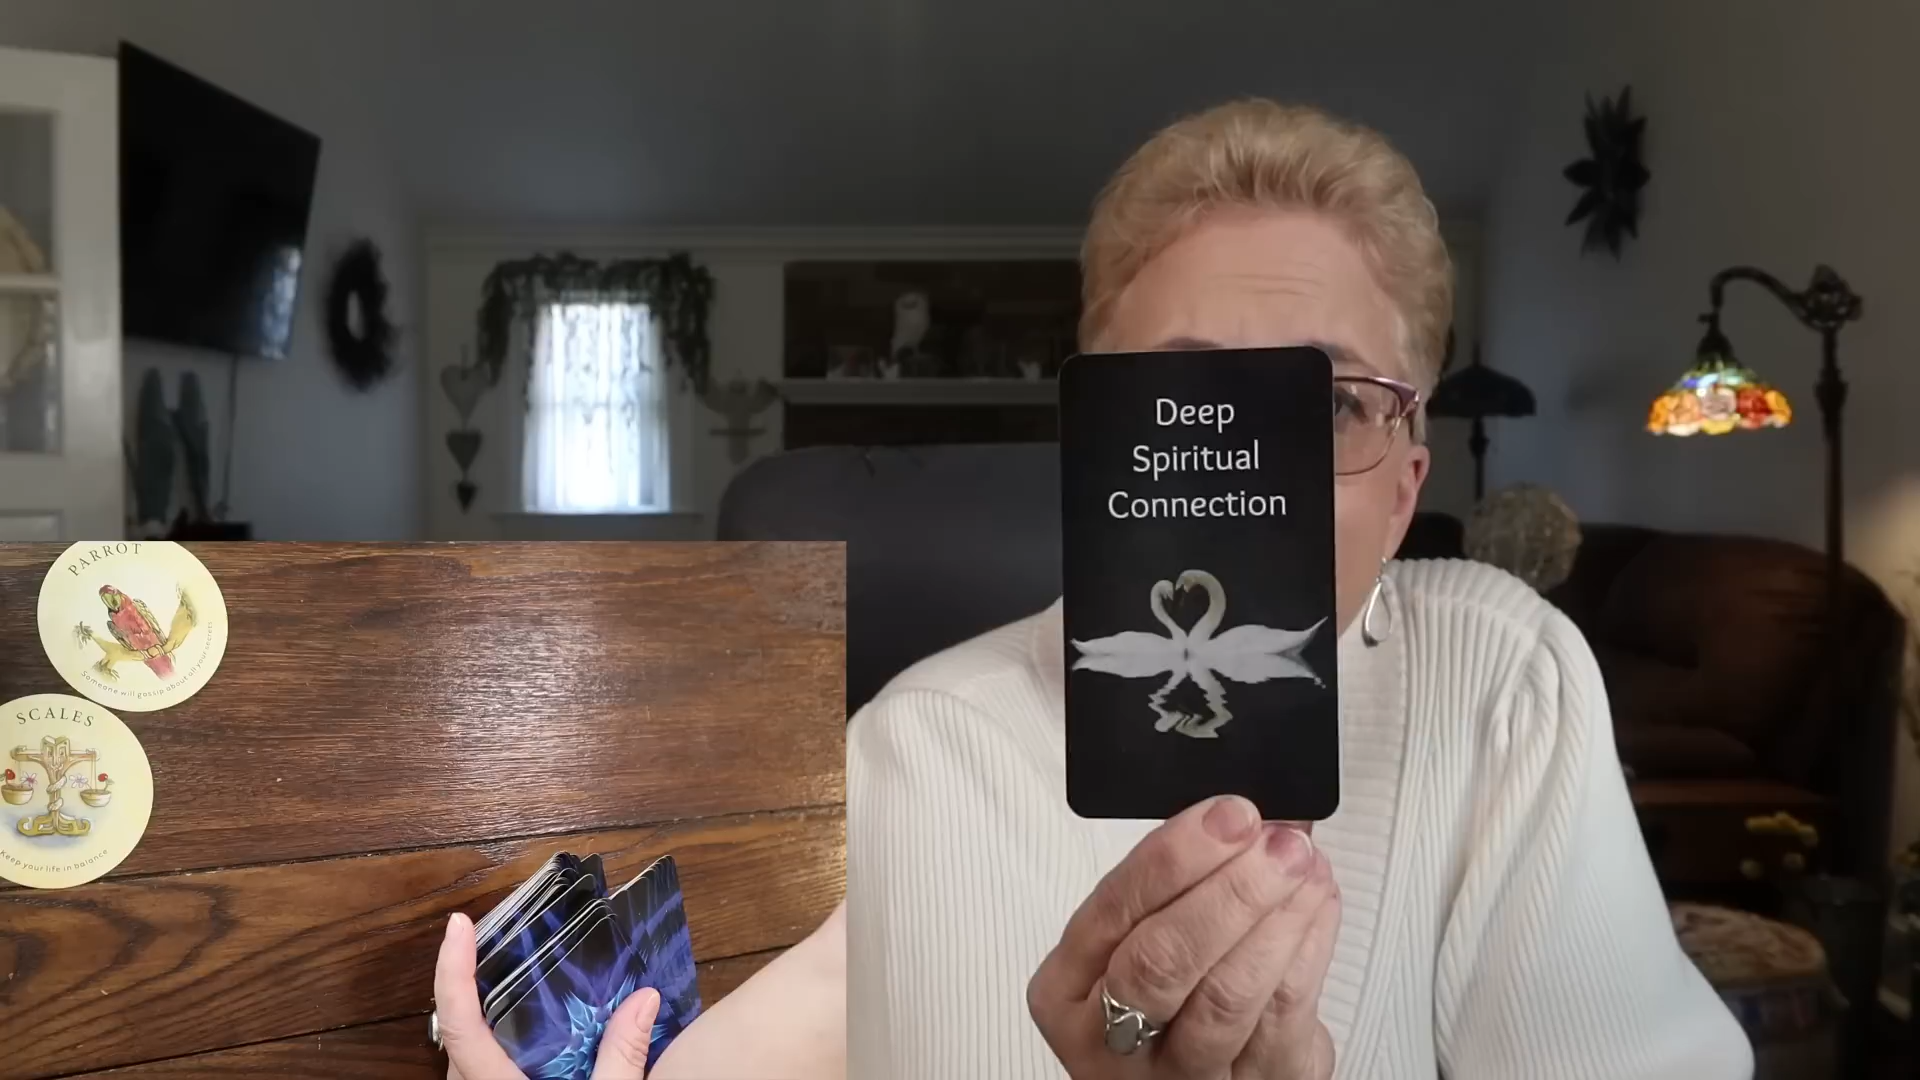 Deep
Spiritual
Connection
PARROT
Someone will gossip about all your secrets
SCALES
Keep your life in balance